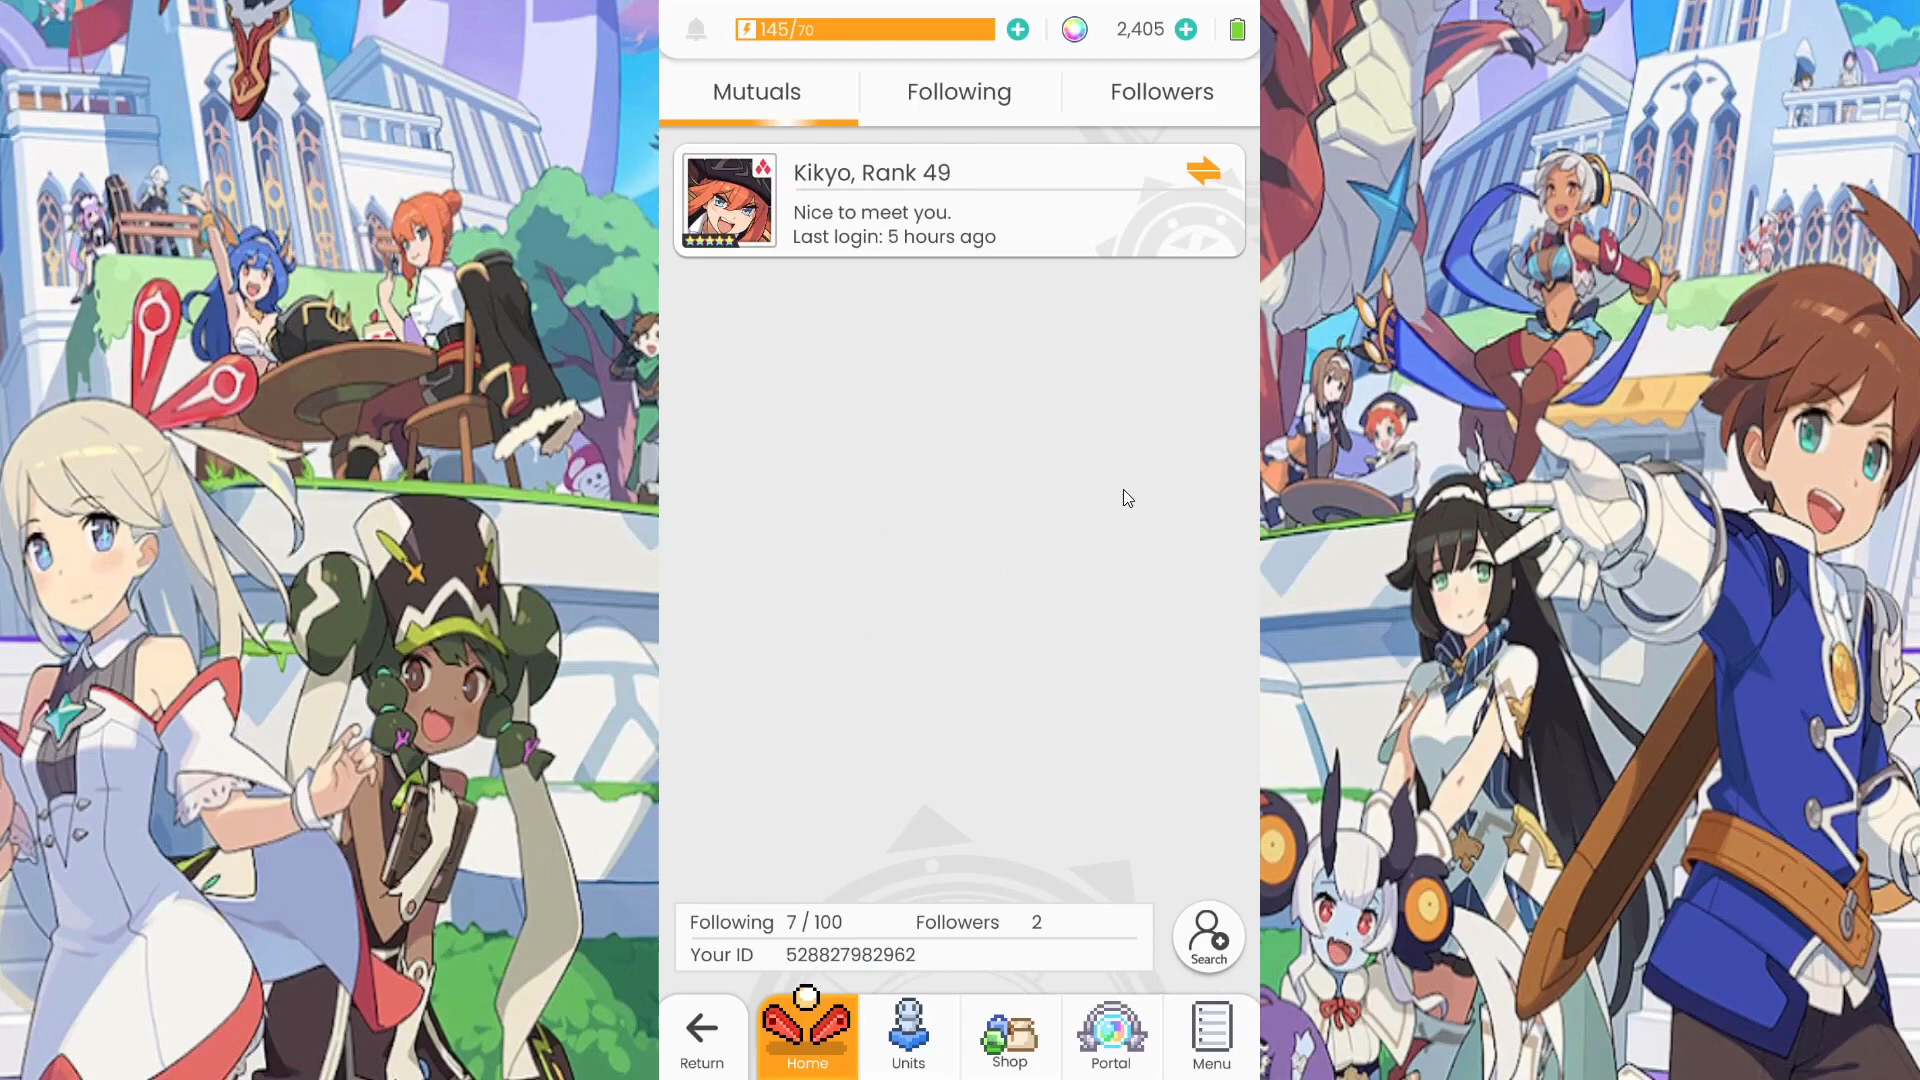 145/70
2,405
Mutuals
Following
Followers
Kikyo, Rank 49
Nice to meet you.
Last login: 5 hours ago
Following 7 / 100 Followers 2
Your ID 528827982962
Search
Return
Home
Units
Shop
Portal
Menu